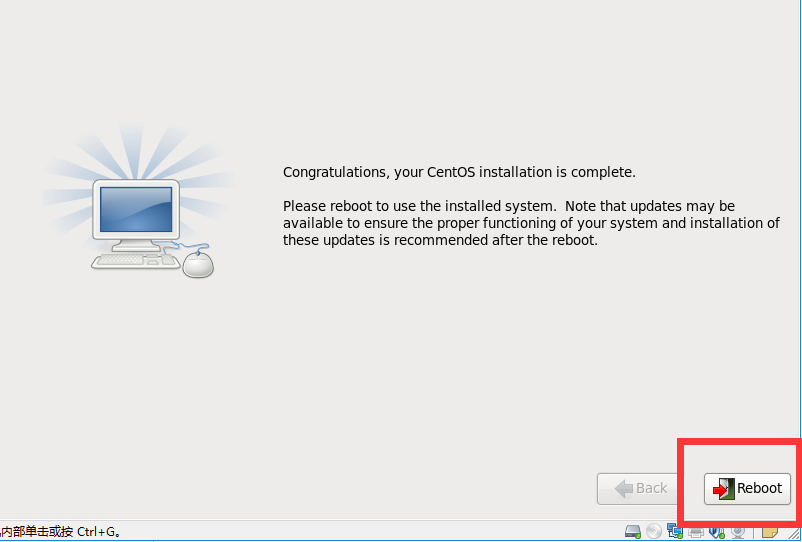 Congratulations, your CentOS installation is complete.
Please reboot to use the installed system.  Note that updates may be
available to ensure the proper functioning of your system and installation of
these updates is recommended after the reboot.
Back
Reboot
内部单击或按 Ctrl+G。